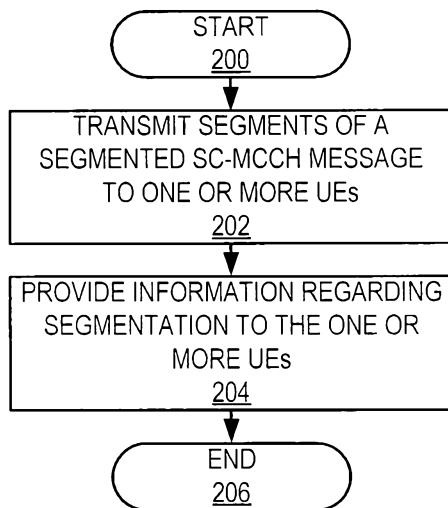 START
200
TRANSMIT SEGMENTS OF A
SEGMENTED SC-MCCH MESSAGE
TO ONE OR MORE UEs
202
PROVIDE INFORMATION REGARDING
SEGMENTATION TO THE ONE OR
MORE UEs
204
END
206